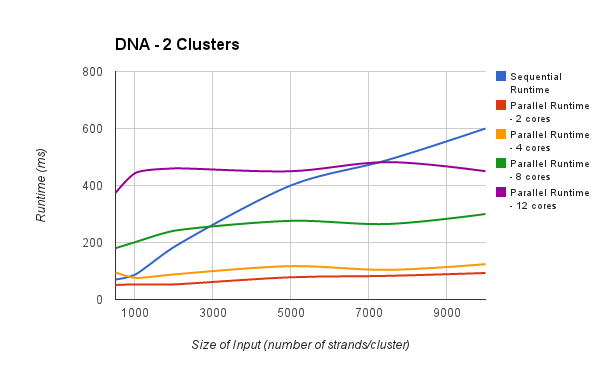 DNA - 2 Clusters
800
600
400
200
0
Runtime (ms)
1000
3000
5000
7000
9000
Size of Input (number of strands/cluster)
Sequential
Runtime
Parallel Runtime
- 2 cores
Parallel Runtime
- 4 cores
Parallel Runtime
- 8 cores
Parallel Runtime
- 12 cores